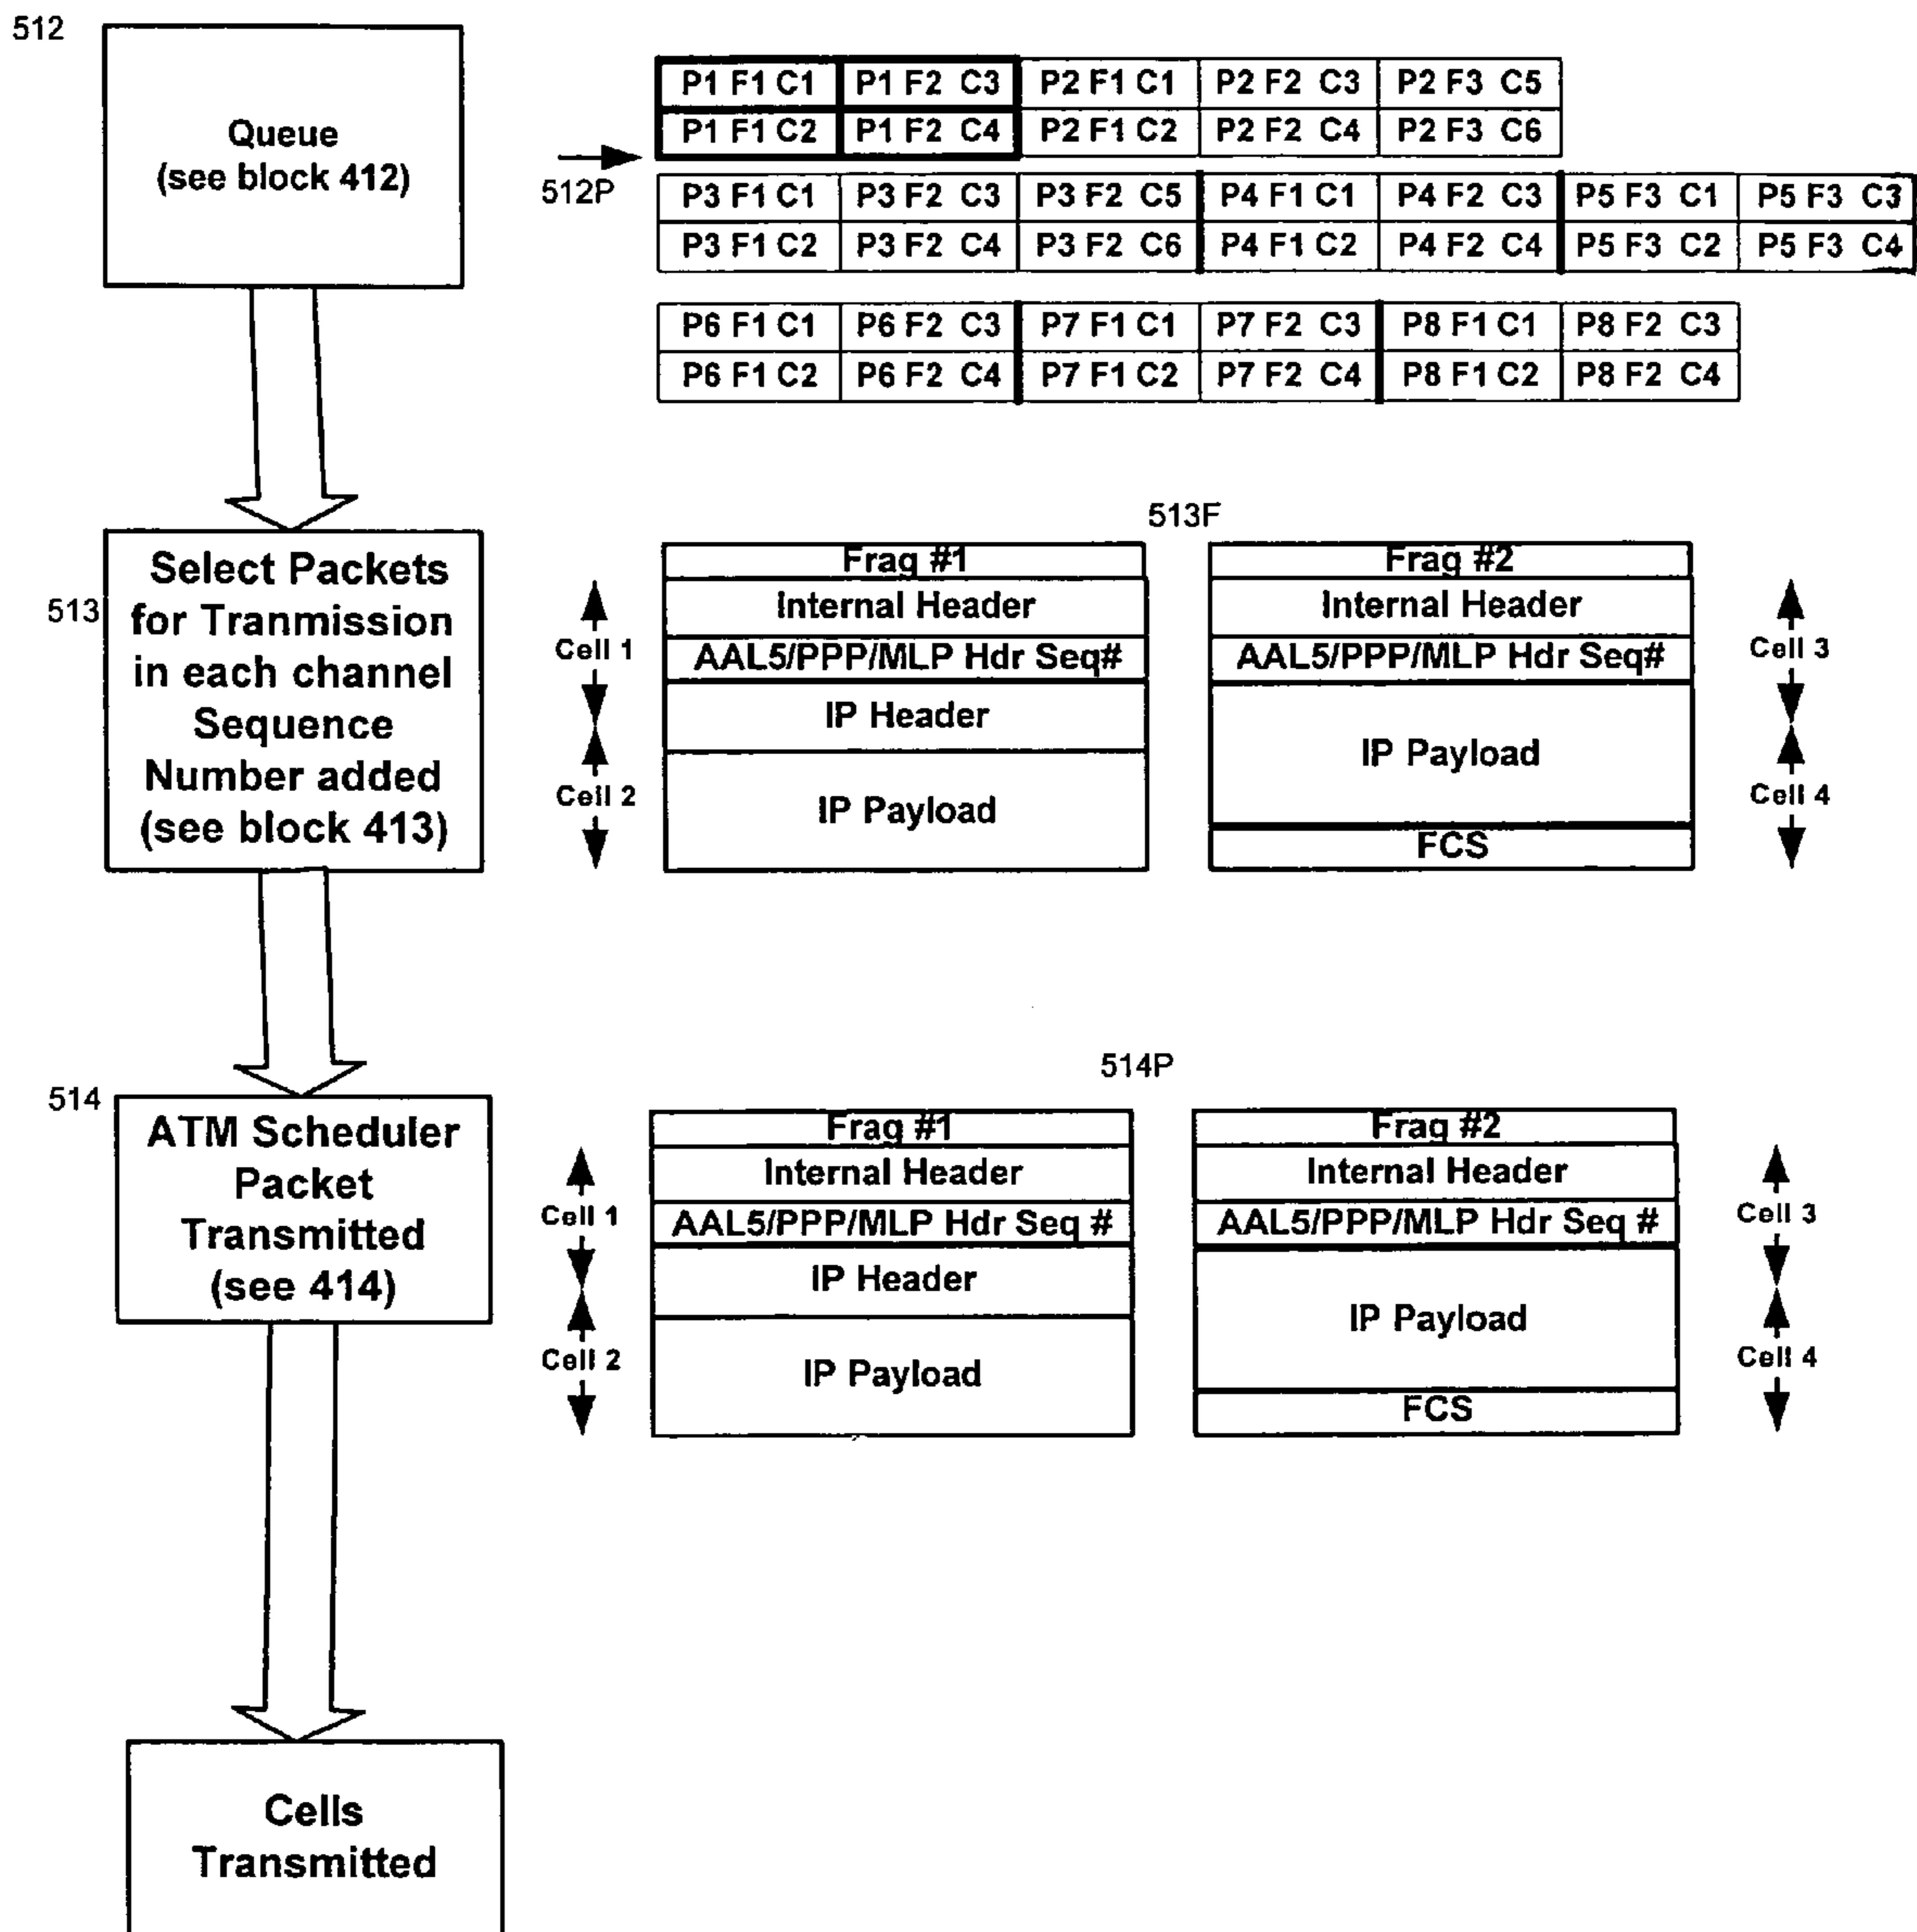 512
Queue
(see block 412)
P1 F1 C1 P1 F2 C3 P2 F1 C1 P2 F2 C3 P2 F3 C5
P1 F1 C2 P1 F2 C4 P2 F1 C2 P2 F2 C4 P2 F3 C6
512P
P3 F1 C1 P3 F2 C3 P3 F2 C5 P4 F1 C1 P4 F2 C3 P5 F3 C1 P5 F3 C3
P3 F1 C2 P3 F2 C4 P3 F2 C6 P4 F1 C2 P4 F2 C4 P5 F3 C2 P5 F3 C4
P6 F1 C1 P6 F2 C3 P7 F1 C1 P7 F2 C3 P8 F1 C1 P8 F2 C3
P6 F1 C2 P6 F2 C4 P7 F1 C2 P7 F2 C4 P8 F1 C2 P8 F2 C4
513
Select Packets
for Tranmission
in each channel
Sequence
Number added
(see block 413)
513F
Frag #1
Internal Header
AAL5/PPP/MLP Hdr Seq#
IP Header
IP Payload
Cell 1
Cell 2
Frag #2
Internal Header
AAL5/PPP/MLP Hdr Seq#
IP Payload
FCS
Cell 3
Cell 4
514
ATM Scheduler
Packet
Transmitted
(see 414)
514P
Frag #1
Internal Header
AAL5/PPP/MLP Hdr Seq #
IP Header
IP Payload
Cell 1
Cell 2
Frag #2
Internal Header
AAL5/PPP/MLP Hdr Seq #
IP Payload
FCS
Cell 3
Cell 4
Cells
Transmitted